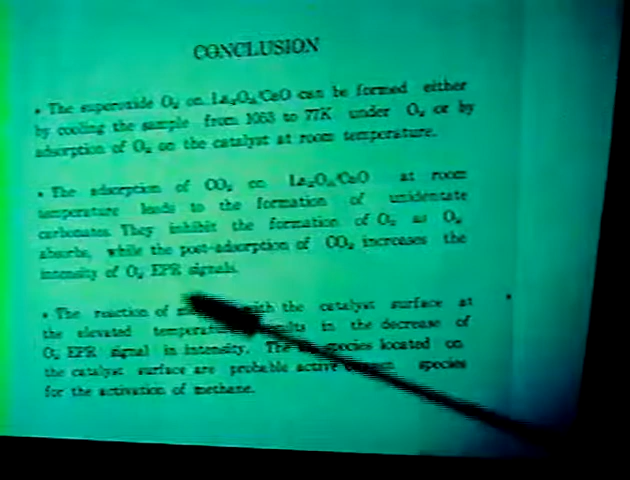 CONCLUSION
• The superoxide O₂ on La₂O₃/CaO can be formed either
by cooling the sample from 1053 to 77K under O₂ or by
adsorption of O₂ on the catalyst at room temperature.
• The adsorption of CO₂ on La₂O₃/CaO at room
temperature leads to the formation of unidentate
carbonates. They inhibit the formation of O₂ as O₂
absorbs, while the post-adsorption of CO₂ increases the
intensity of O₂ EPR signals.
• The reaction of with the catalyst surface at
the elevated in the decrease of
O₂ EPR signal in intensity. The species located on
the catalyst surface are probable active species
for the activation of methane.